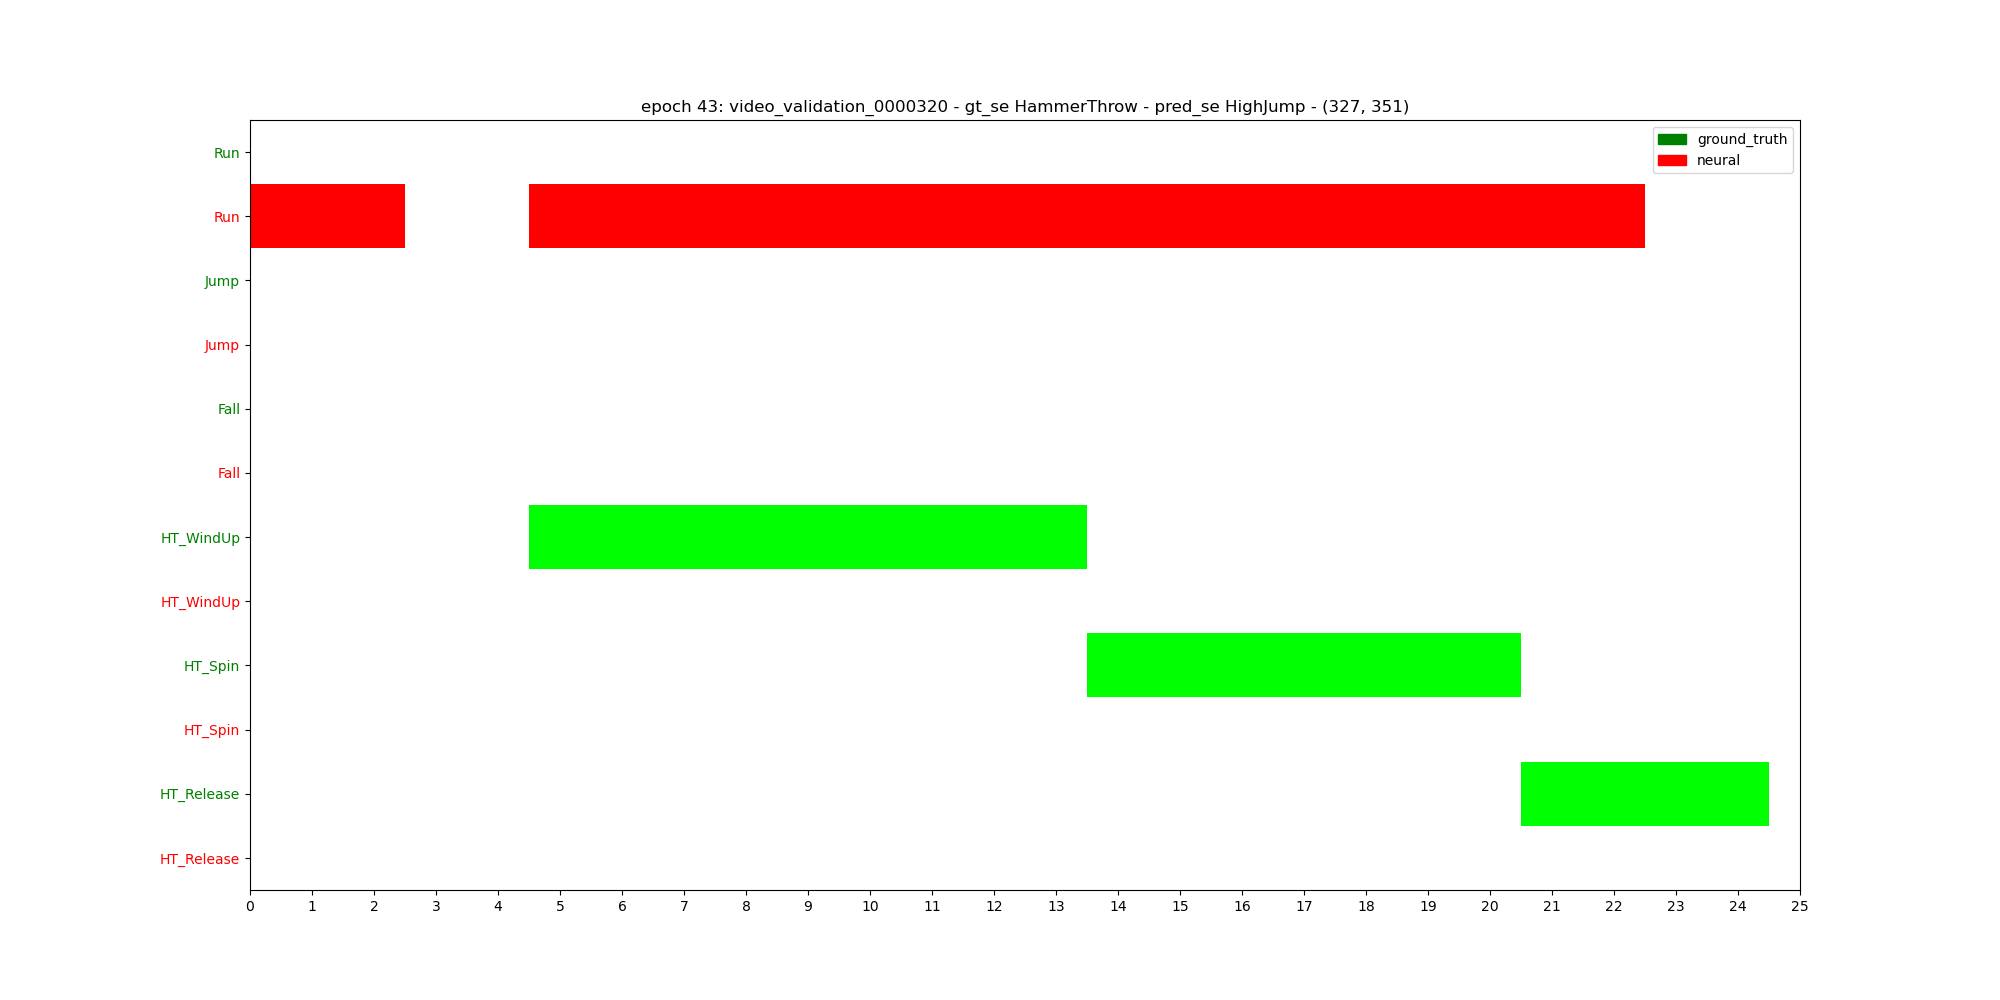 epoch 43: video_validation_0000320 - gt_se HammerThrow - pred_se HighJump - (327, 351)
ground_truth
neural
Run
Run
Jump
Jump
Fall
Fall
HT_WindUp
HT_WindUp
HT_Spin
HT_Spin
HT_Release
HT_Release
0 1 2 3 4 5 6 7 8 9 10 11 12 13 14 15 16 17 18 19 20 21 22 23 24 25